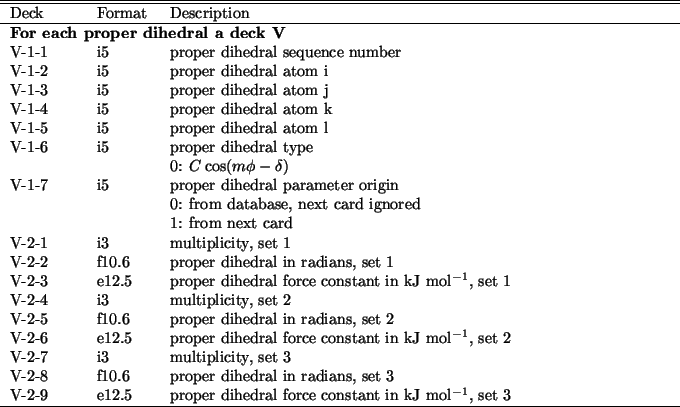 Deck Format Description
For each proper dihedral a deck V
V-1-1 i5 proper dihedral sequence number
V-1-2 i5 proper dihedral atom i
V-1-3 i5 proper dihedral atom j
V-1-4 i5 proper dihedral atom k
V-1-5 i5 proper dihedral atom l
V-1-6 i5 proper dihedral type
0: C cos(mϕ − δ)
V-1-7 i5 proper dihedral parameter origin
0: from database, next card ignored
1: from next card
V-2-1 i3 multiplicity, set 1
V-2-2 f10.6 proper dihedral in radians, set 1
V-2-3 e12.5 proper dihedral force constant in kJ mol⁻¹, set 1
V-2-4 i3 multiplicity, set 2
V-2-5 f10.6 proper dihedral in radians, set 2
V-2-6 e12.5 proper dihedral force constant in kJ mol⁻¹, set 2
V-2-7 i3 multiplicity, set 3
V-2-8 f10.6 proper dihedral in radians, set 3
V-2-9 e12.5 proper dihedral force constant in kJ mol⁻¹, set 3